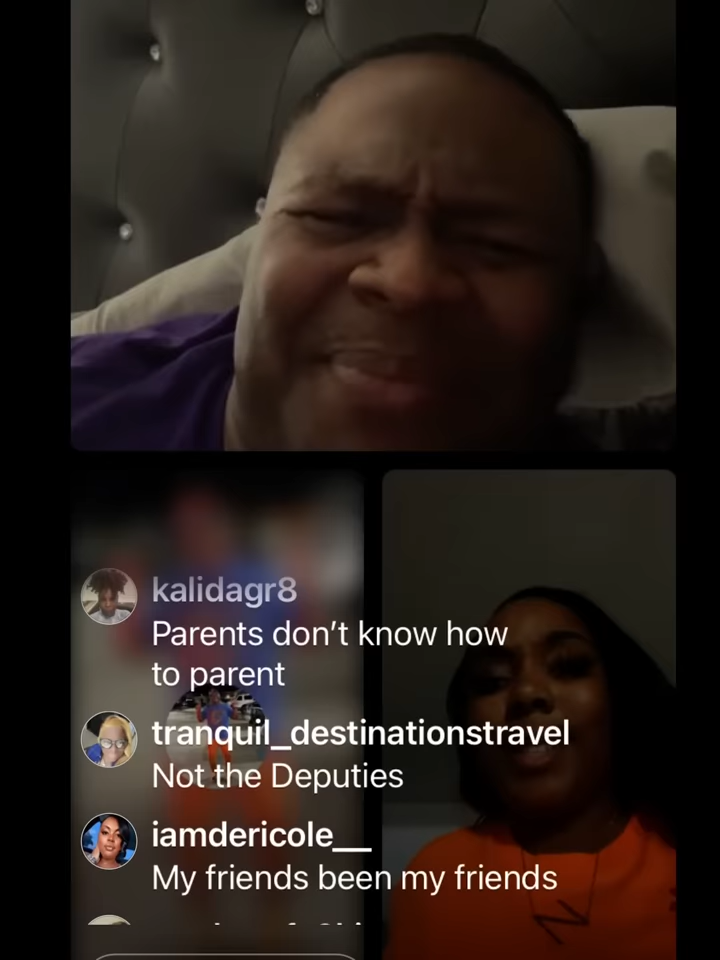 kalidagr8
Parents don’t know how
to parent
tranquil_destinationstravel
Not the Deputies
iamdericole__
My friends been my friends